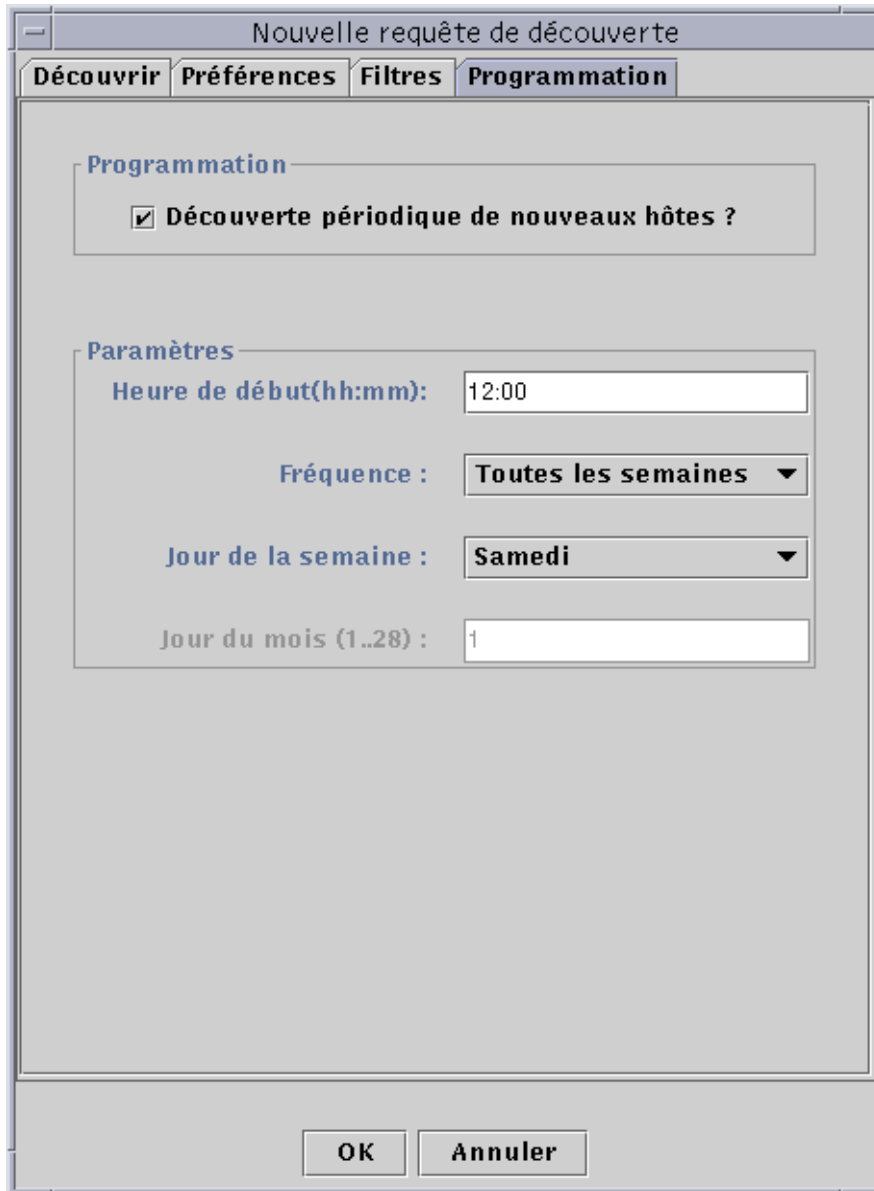 Nouvelle requête de découverte
Découvrir Préférences Filtres Programmation
Programmation
Découverte périodique de nouveaux hôtes ?
Paramètres
Heure de début(hh:mm): 12:00
Fréquence : Toutes les semaines
Jour de la semaine : Samedi
Jour du mois (1..28) : 1
OK Annuler